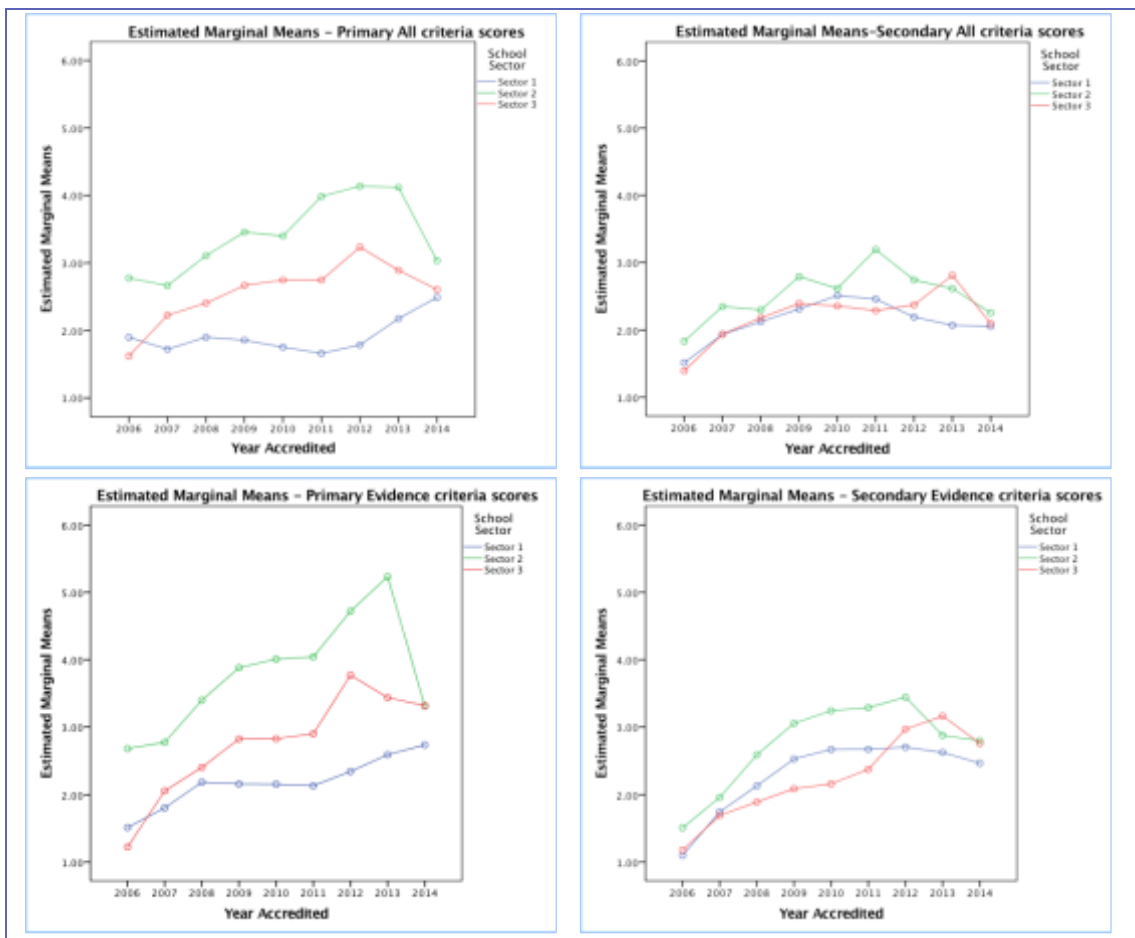 Estimated Marginal Means – Primary All criteria scores
School
Sector
Sector 1
Sector 2
Sector 3
Estimated Marginal Means
6.00
5.00
4.00
3.00
2.00
1.00
2006 2007 2008 2009 2010 2011 2012 2013 2014
Year Accredited
Estimated Marginal Means–Secondary All criteria scores
School
Sector
Sector 1
Sector 2
Sector 3
Estimated Marginal Means
6.00
5.00
4.00
3.00
2.00
1.00
2006 2007 2008 2009 2010 2011 2012 2013 2014
Year Accredited
Estimated Marginal Means – Primary Evidence criteria scores
School
Sector
Sector 1
Sector 2
Sector 3
Estimated Marginal Means
6.00
5.00
4.00
3.00
2.00
1.00
2006 2007 2008 2009 2010 2011 2012 2013 2014
Year Accredited
Estimated Marginal Means – Secondary Evidence criteria scores
School
Sector
Sector 1
Sector 2
Sector 3
Estimated Marginal Means
6.00
5.00
4.00
3.00
2.00
1.00
2006 2007 2008 2009 2010 2011 2012 2013 2014
Year Accredited